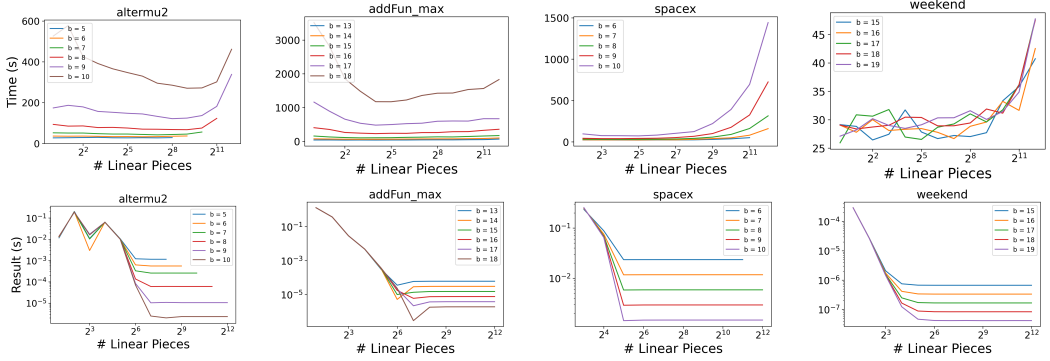 altermu2
Time (s)
600
400
200
0
b = 5
b = 6
b = 7
b = 8
b = 9
b = 10
2^2 2^5 2^8 2^11
# Linear Pieces
addFun_max
3000
2000
1000
0
b = 13
b = 14
b = 15
b = 16
b = 17
b = 18
2^2 2^5 2^8 2^11
# Linear Pieces
spacex
1500
1000
500
0
b = 6
b = 7
b = 8
b = 9
b = 10
2^3 2^5 2^7 2^9 2^11
# Linear Pieces
weekend
45
40
35
30
25
b = 15
b = 16
b = 17
b = 18
b = 19
2^2 2^5 2^8 2^11
# Linear Pieces
altermu2
Result (s)
10^-1
10^-2
10^-3
10^-4
10^-5
b = 5
b = 6
b = 7
b = 8
b = 9
b = 10
2^3 2^6 2^9 2^12
# Linear Pieces
addFun_max
10^-1
10^-3
10^-5
b = 13
b = 14
b = 15
b = 16
b = 17
b = 18
2^3 2^6 2^9 2^12
# Linear Pieces
spacex
10^-1
10^-2
b = 6
b = 7
b = 8
b = 9
b = 10
2^4 2^6 2^8 2^10 2^12
# Linear Pieces
weekend
10^-4
10^-5
10^-6
10^-7
b = 15
b = 16
b = 17
b = 18
b = 19
2^3 2^6 2^9 2^12
# Linear Pieces